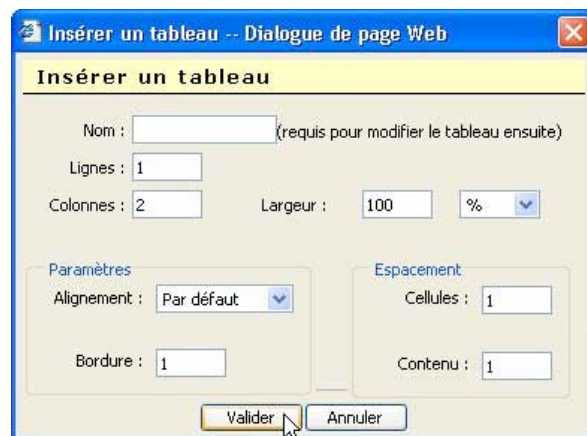 Insérer un tableau -- Dialogue de page Web
Insérer un tableau
Nom : (requis pour modifier le tableau ensuite)
Lignes : 1
Colonnes : 2 Largeur : 100 %
Paramètres Espacement
Alignement : Par défaut Cellules : 1
Bordure : 1 Contenu : 1
Valider Annuler